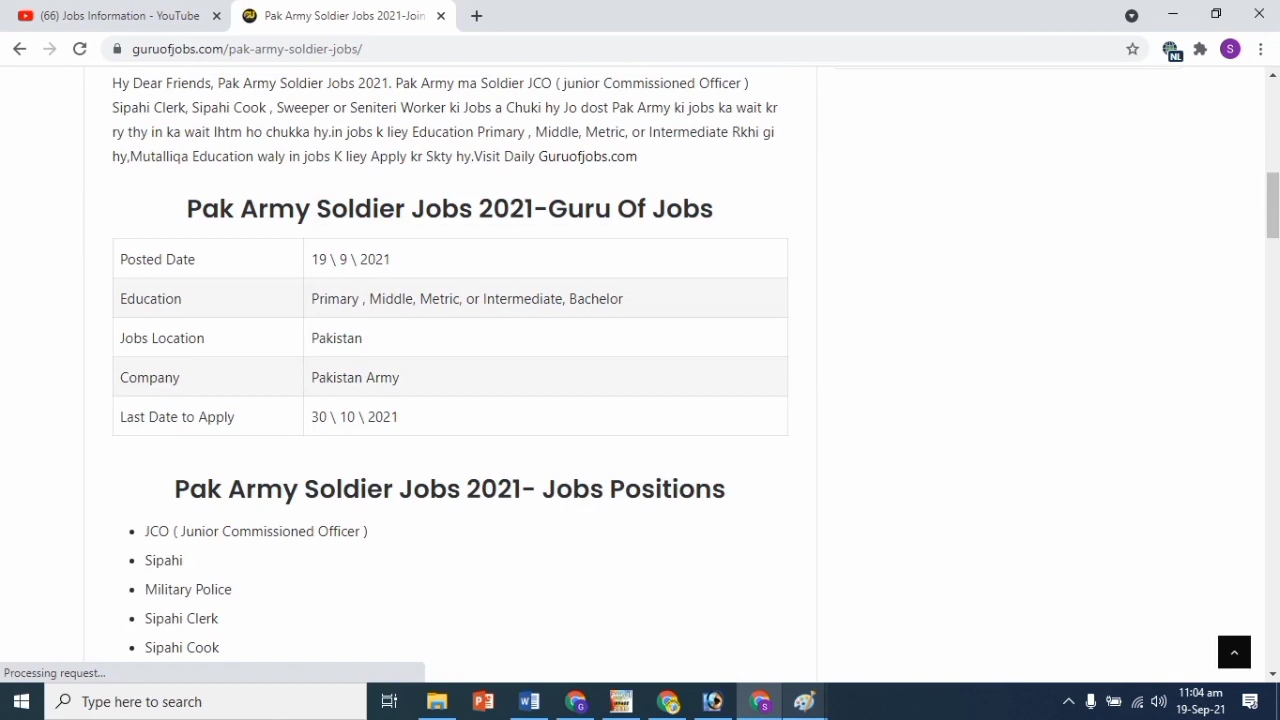 (66) Jobs Information - YouTube
Pak Army Soldier Jobs 2021-Join
guruofjobs.com/pak-army-soldier-jobs/
NL
S
Hy Dear Friends, Pak Army Soldier Jobs 2021. Pak Army ma Soldier JCO ( junior Commissioned Officer )
Sipahi Clerk, Sipahi Cook , Sweeper or Seniteri Worker ki Jobs a Chuki hy Jo dost Pak Army ki jobs ka wait kr
ry thy in ka wait Ihtm ho chukka hy.in jobs k liey Education Primary , Middle, Metric, or Intermediate Rkhi gi
hy,Mutalliqa Education waly in jobs K liey Apply kr Skty hy.Visit Daily Guruofjobs.com
Pak Army Soldier Jobs 2021-Guru Of Jobs
Posted Date 19 \ 9 \ 2021
Education Primary , Middle, Metric, or Intermediate, Bachelor
Jobs Location Pakistan
Company Pakistan Army
Last Date to Apply 30 \ 10 \ 2021
Pak Army Soldier Jobs 2021- Jobs Positions
• JCO ( Junior Commissioned Officer )
• Sipahi
• Military Police
• Sipahi Clerk
• Sipahi Cook
Processing request...
Type here to search
11:04 am
19-Sep-21